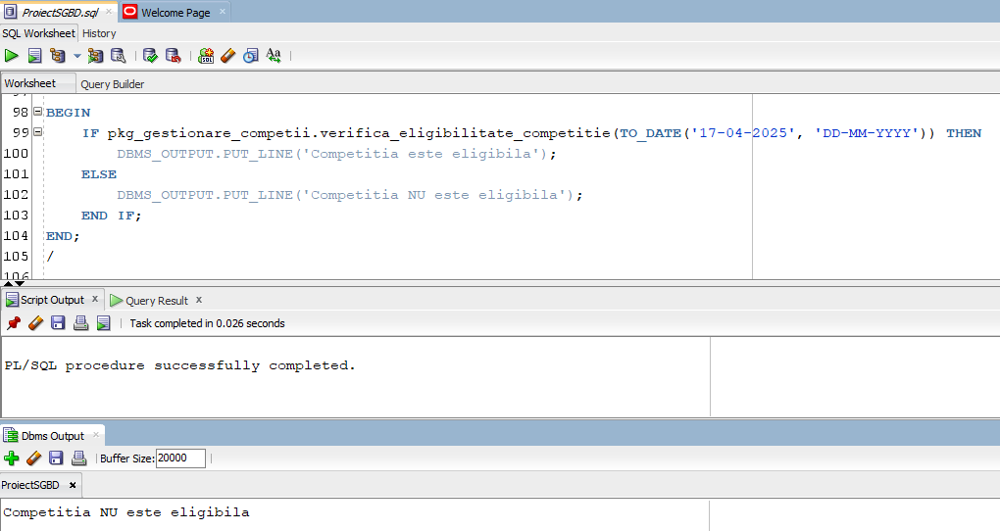 ProiectSGBD.sql × Welcome Page ×
SQL Worksheet History
Worksheet Query Builder
98 BEGIN
99 IF pkg_gestionare_competii.verifica_eligibilitate_competitie(TO_DATE('17-04-2025', 'DD-MM-YYYY')) THEN
100 DBMS_OUTPUT.PUT_LINE('Competitia este eligibila');
101 ELSE
102 DBMS_OUTPUT.PUT_LINE('Competitia NU este eligibila');
103 END IF;
104 END;
105 /
106
Script Output x Query Result x
Task completed in 0.026 seconds
PL/SQL procedure successfully completed.
Dbms Output ×
Buffer Size: 20000
ProiectSGBD ×
Competitia NU este eligibila